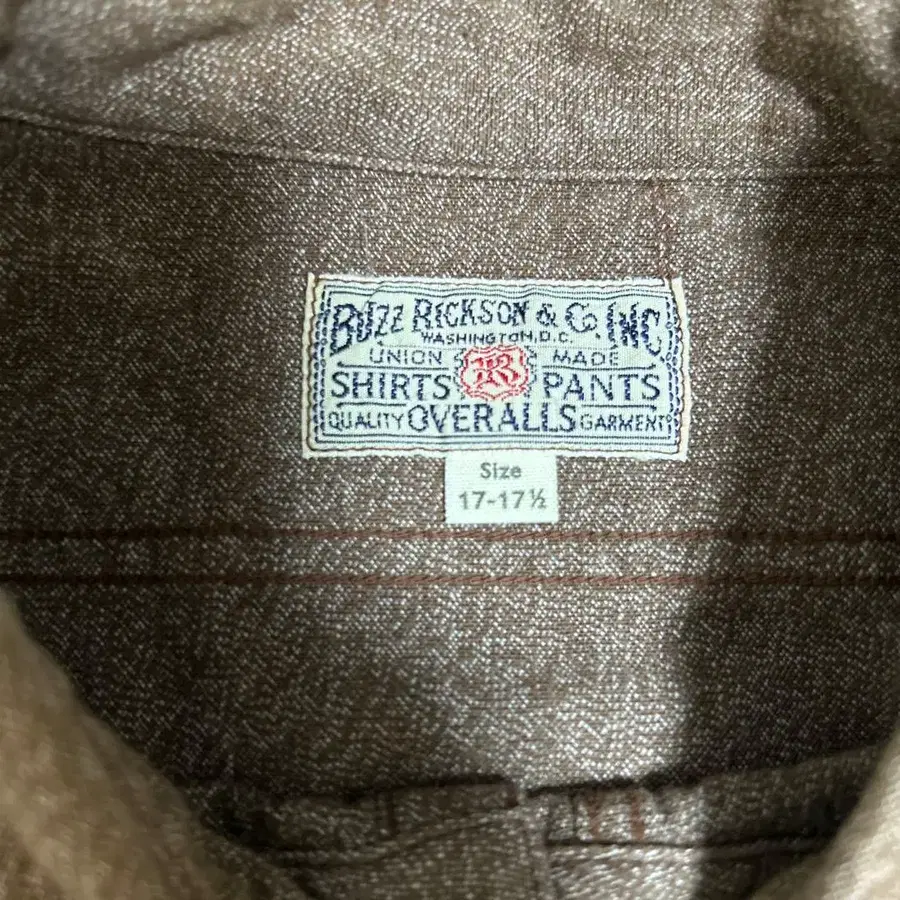 BUZZ RICKSON & Co. INC.
WASHINGTON, D.C.
UNION MADE
SHIRTS R PANTS
QUALITY OVERALLS GARMENT
Size
17-17½